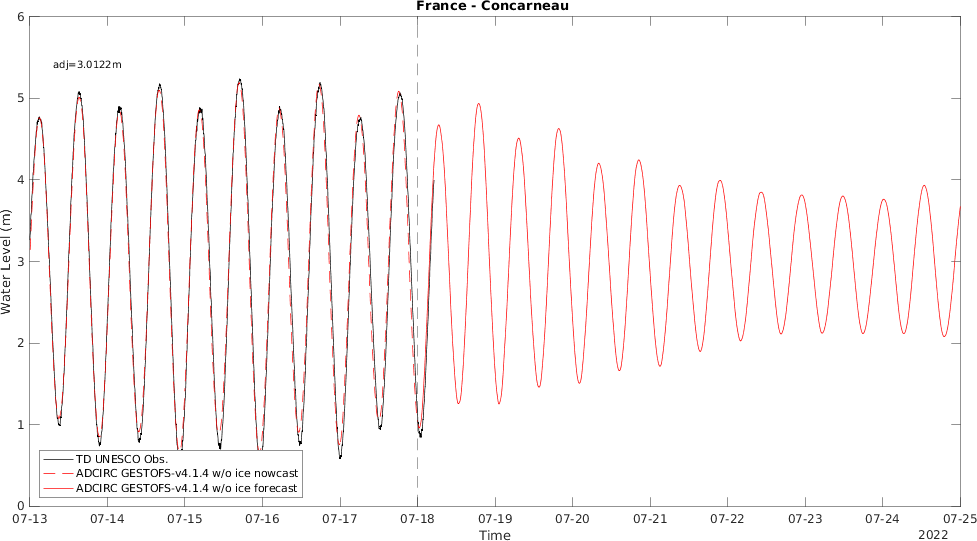 France - Concarneau
adj=3.0122m
6
5
4
3
2
1
0
Water Level (m)
TD UNESCO Obs.
ADCIRC GESTOFS-v4.1.4 w/o ice nowcast
ADCIRC GESTOFS-v4.1.4 w/o ice forecast
07-13 07-14 07-15 07-16 07-17 07-18 07-19 07-20 07-21 07-22 07-23 07-24 07-25
Time
2022